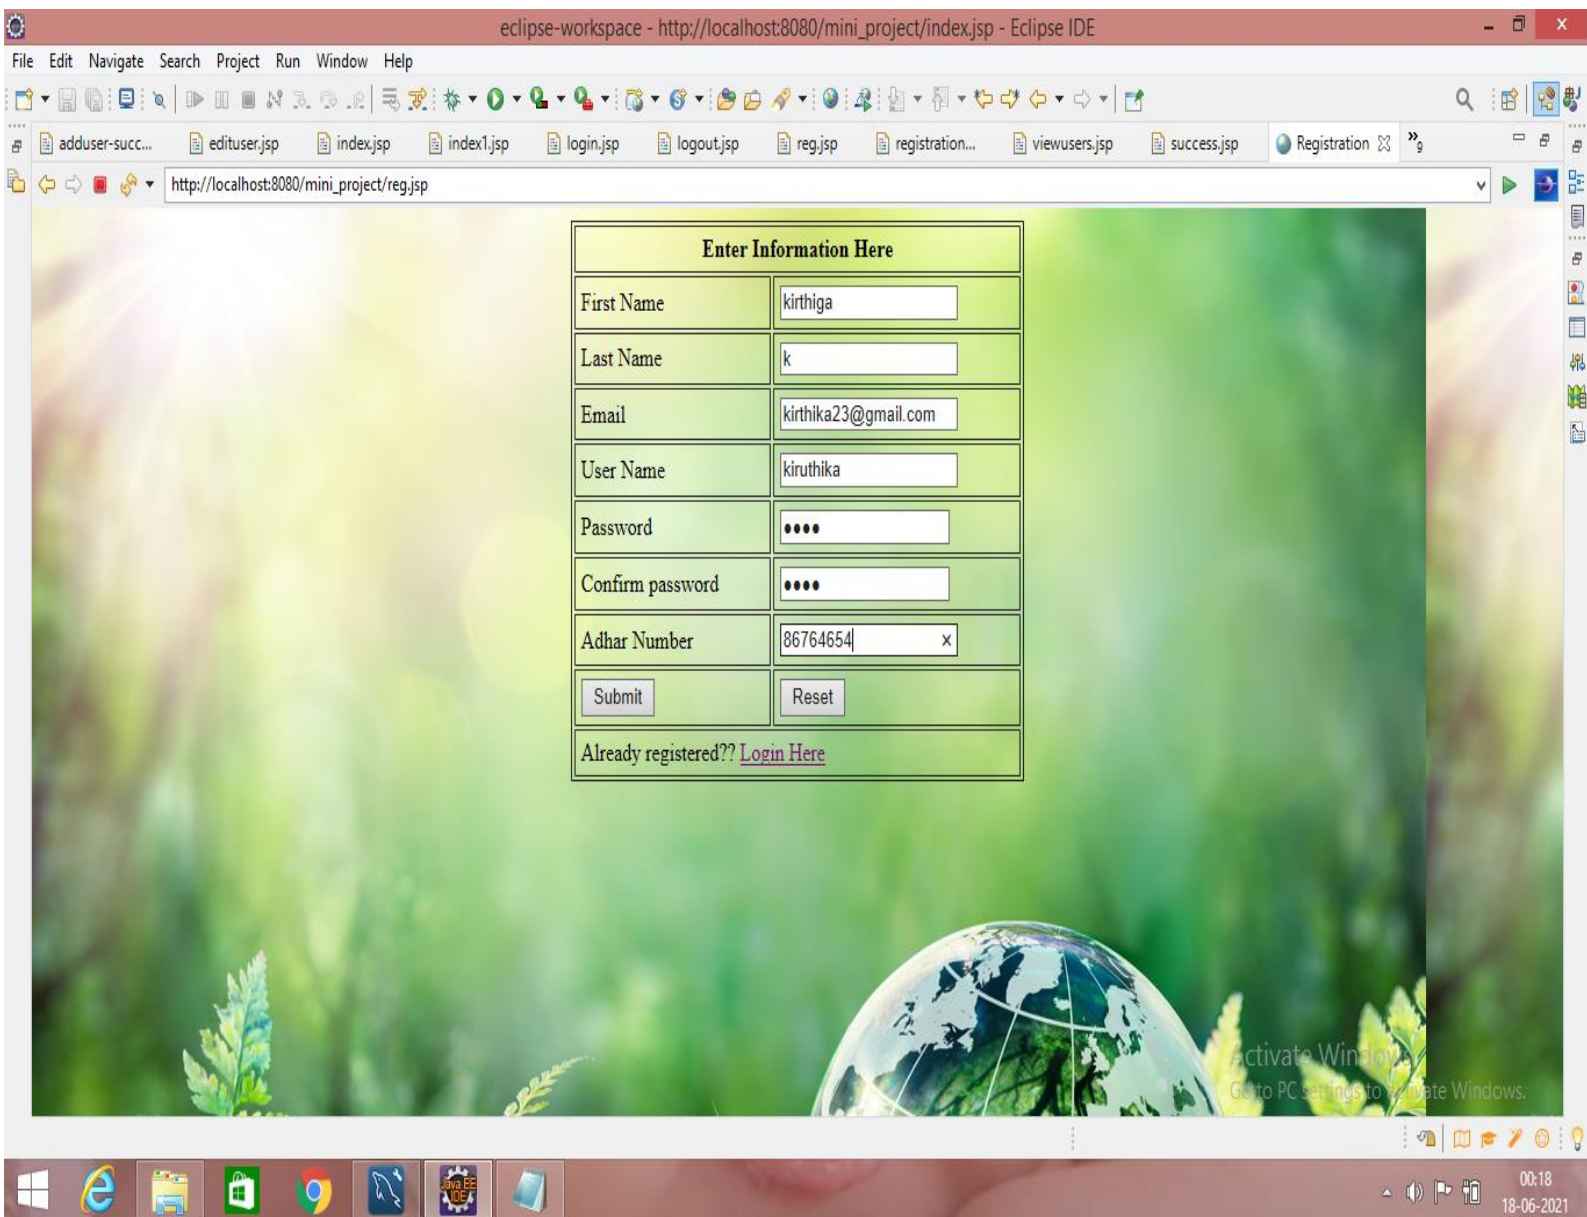 eclipse-workspace - http://localhost:8080/mini_project/index.jsp - Eclipse IDE
File Edit Navigate Search Project Run Window Help
adduser-succ... edituser.jsp index.jsp index1.jsp login.jsp logout.jsp reg.jsp registration... viewusers.jsp success.jsp Registration »9
http://localhost:8080/mini_project/reg.jsp
Enter Information Here
First Name kirthiga
Last Name k
Email kirthika23@gmail.com
User Name kiruthika
Password ••••
Confirm password ••••
Adhar Number 86764654
Submit Reset
Already registered?? Login Here
Activate Windows
Go to PC settings to activate Windows.
Java EE
IDE
00:18
18-06-2021